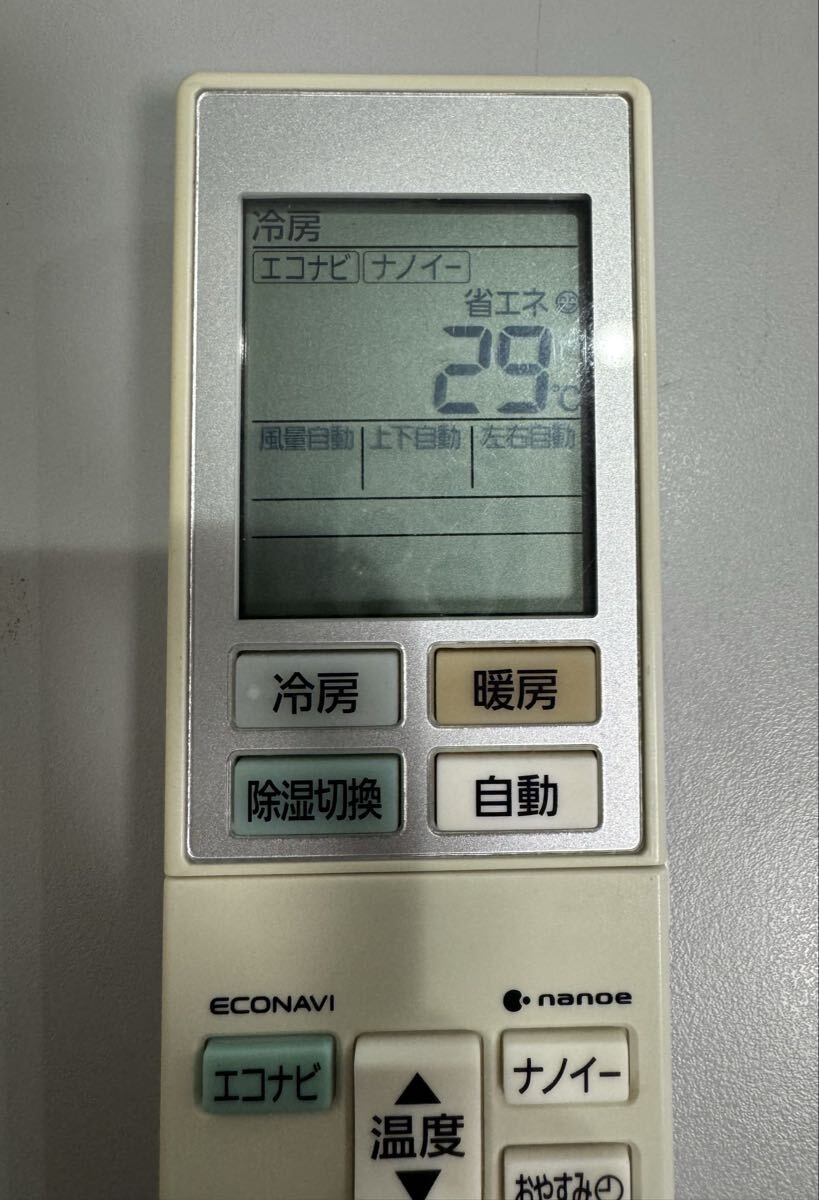 冷房
エコナビ ナノイー
省エネ
29℃
風量自動 上下自動 左右自動
冷房 暖房
除湿切換 自動
ECONAVI nanoe
エコナビ ナノイー
▲
温度
▼
おやすみ